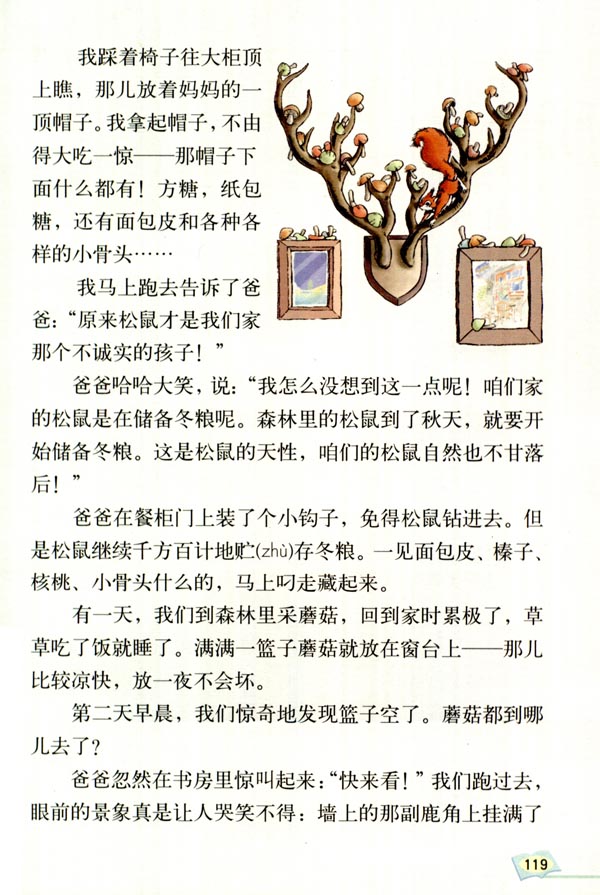 我踩着椅子往大柜顶
上瞧，那儿放着妈妈的一
顶帽子。我拿起帽子，不由
得大吃一惊——那帽子下
面什么都有！方糖，纸包
糖，还有面包皮和各种各
样的小骨头……
我马上跑去告诉了爸
爸：“原来松鼠才是我们家
那个不诚实的孩子！”
爸爸哈哈大笑，说：“我怎么没想到这一点呢！咱们家
的松鼠是在储备冬粮呢。森林里的松鼠到了秋天，就要开
始储备冬粮。这是松鼠的天性，咱们的松鼠自然也不甘落
后！”
爸爸在餐柜门上装了个小钩子，免得松鼠钻进去。但
是松鼠继续千方百计地贮(zhù)存冬粮。一见面包皮、榛子、
核桃、小骨头什么的，马上叼走藏起来。
有一天，我们到森林里采蘑菇，回到家时累极了，草
草吃了饭就睡了。满满一篮子蘑菇就放在窗台上——那儿
比较凉快，放一夜不会坏。
第二天早晨，我们惊奇地发现篮子空了。蘑菇都到哪
儿去了？
爸爸忽然在书房里惊叫起来：“快来看！”我们跑过去，
眼前的景象真是让人哭笑不得：墙上的那副鹿角上挂满了
119